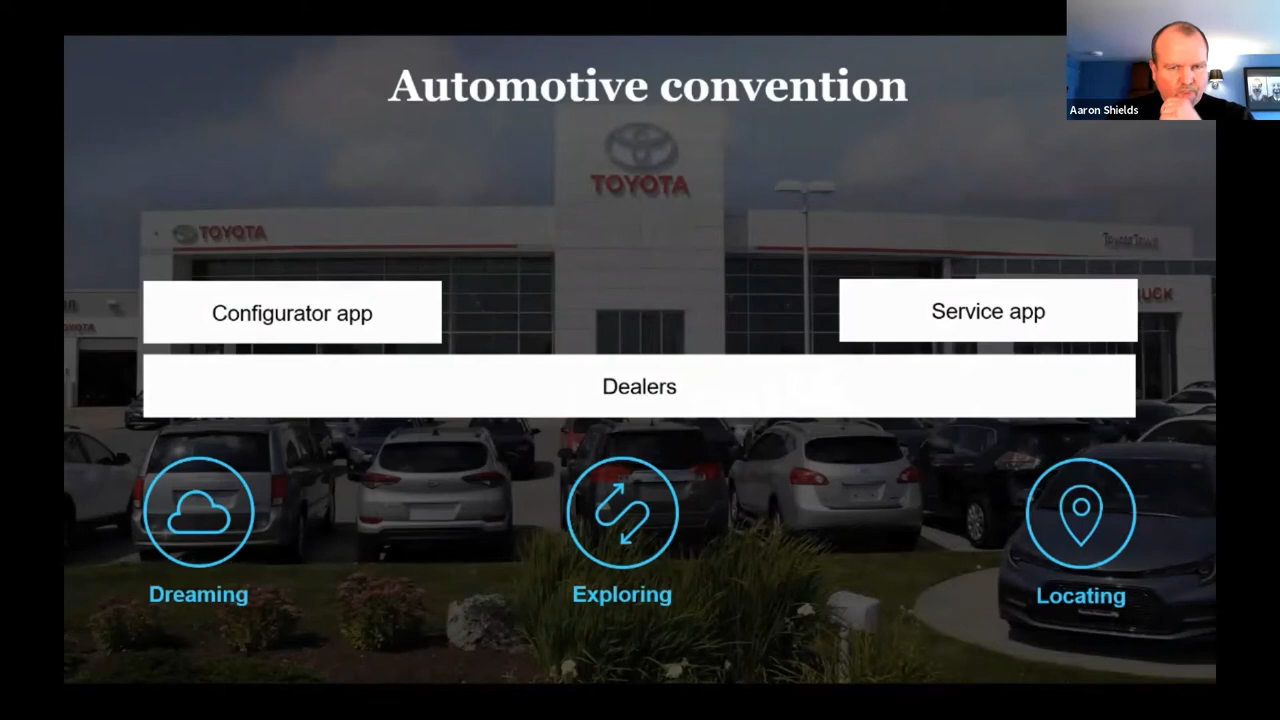 Automotive convention
Aaron Shields
TOYOTA
TOYOTA
Configurator app
Service app
Dealers
Dreaming
Exploring
Locating